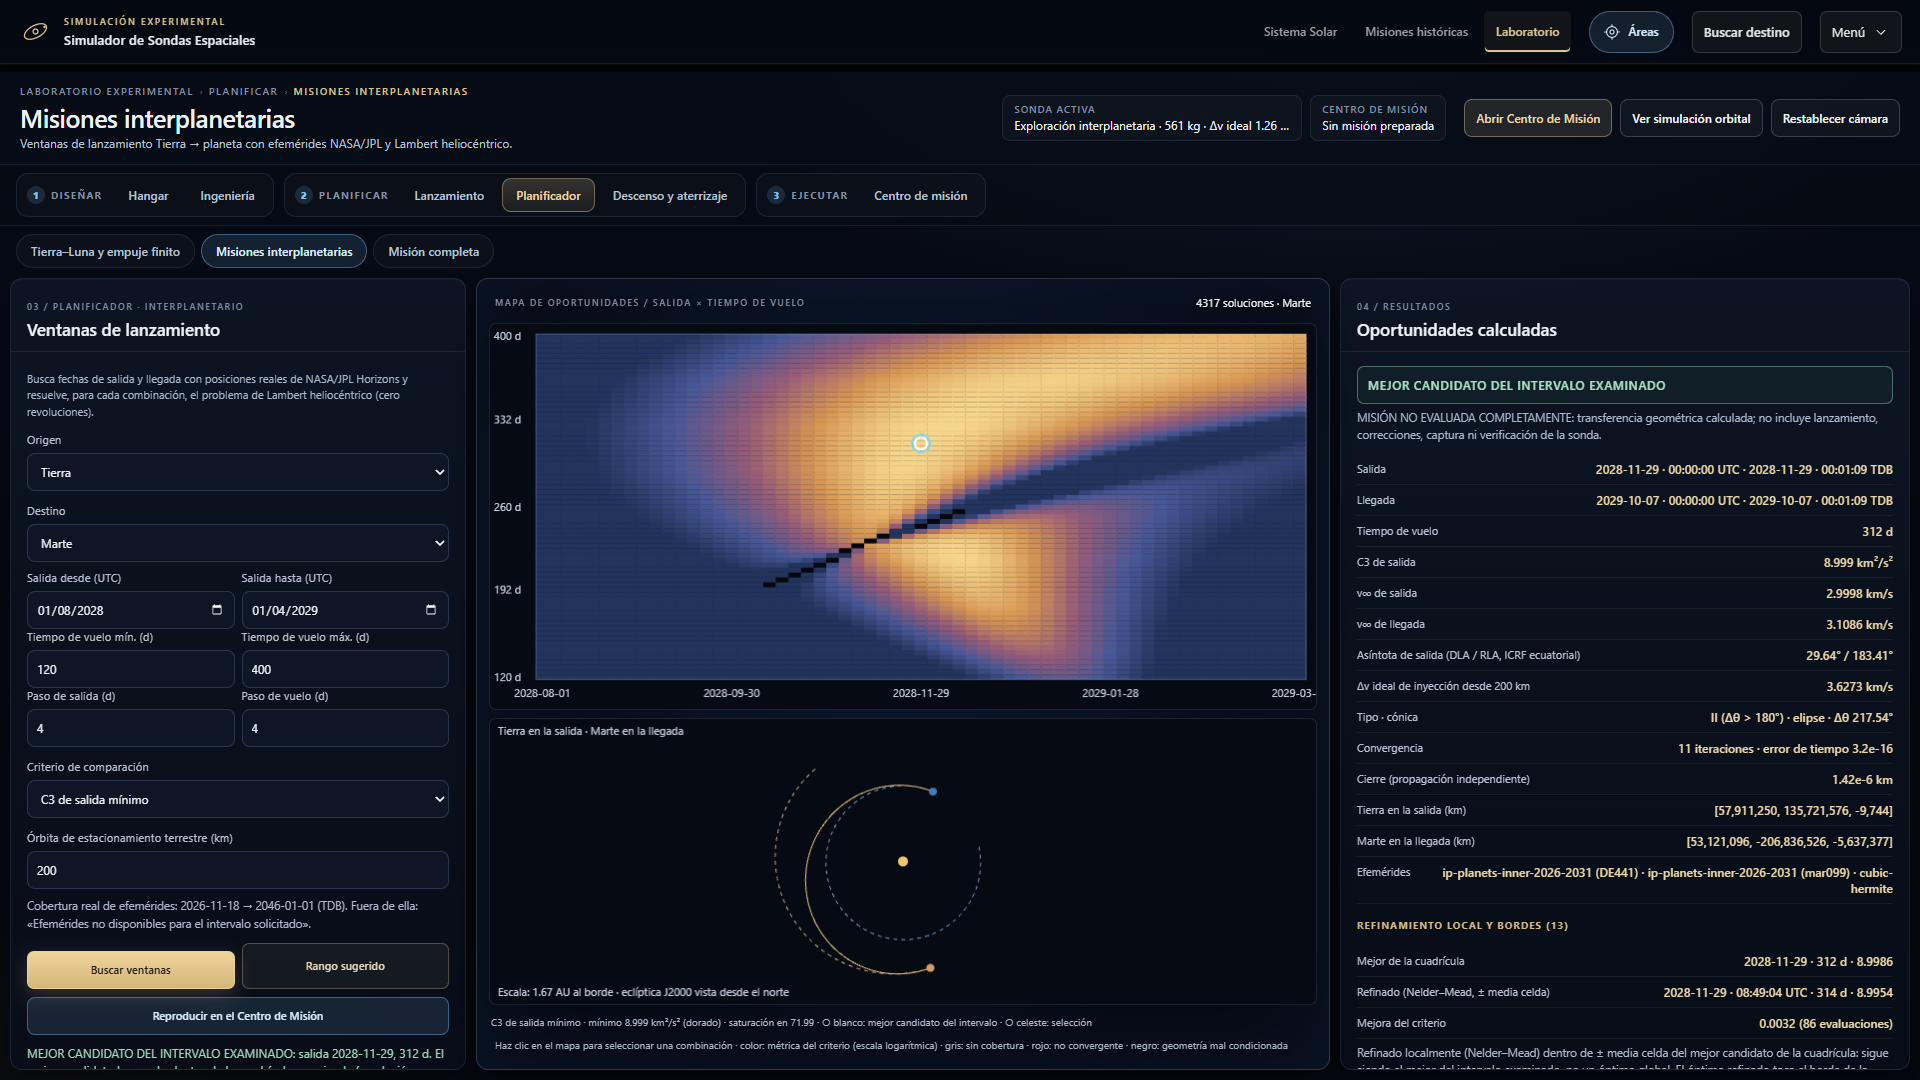 SIMULACIÓN EXPERIMENTAL
Simulador de Sondas Espaciales
Sistema Solar
Misiones históricas
Laboratorio
Áreas
Buscar destino
Menú
LABORATORIO EXPERIMENTAL › PLANIFICAR › MISIONES INTERPLANETARIAS
Misiones interplanetarias
Ventanas de lanzamiento Tierra → planeta con efemérides NASA/JPL y Lambert heliocéntrico.
SONDA ACTIVA
Exploración interplanetaria · 561 kg · Δv ideal 1.26 ...
CENTRO DE MISIÓN
Sin misión preparada
Abrir Centro de Misión
Ver simulación orbital
Restablecer cámara
1 DISEÑAR
Hangar
Ingeniería
2 PLANIFICAR
Lanzamiento
Planificador
Descenso y aterrizaje
3 EJECUTAR
Centro de misión
Tierra–Luna y empuje finito
Misiones interplanetarias
Misión completa
03 / PLANIFICADOR · INTERPLANETARIO
Ventanas de lanzamiento
Busca fechas de salida y llegada con posiciones reales de NASA/JPL Horizons y
resuelve, para cada combinación, el problema de Lambert heliocéntrico (cero
revoluciones).
Origen
Tierra
Destino
Marte
Salida desde (UTC)
Salida hasta (UTC)
01/08/2028
01/04/2029
Tiempo de vuelo mín. (d)
Tiempo de vuelo máx. (d)
120
400
Paso de salida (d)
Paso de vuelo (d)
4
4
Criterio de comparación
C3 de salida mínimo
Órbita de estacionamiento terrestre (km)
200
Cobertura real de efemérides: 2026-11-18 → 2046-01-01 (TDB). Fuera de ella:
«Efemérides no disponibles para el intervalo solicitado».
Buscar ventanas
Rango sugerido
Reproducir en el Centro de Misión
MEJOR CANDIDATO DEL INTERVALO EXAMINADO: salida 2028-11-29, 312 d. El
MAPA DE OPORTUNIDADES / SALIDA × TIEMPO DE VUELO
4317 soluciones · Marte
400 d
332 d
260 d
192 d
120 d
2028-08-01
2028-09-30
2028-11-29
2029-01-28
2029-03-
Tierra en la salida · Marte en la llegada
Escala: 1.67 AU al borde · eclíptica J2000 vista desde el norte
C3 de salida mínimo · mínimo 8.999 km²/s² (dorado) · saturación en 71.99 · O blanco: mejor candidato del intervalo · O celeste: selección
Haz clic en el mapa para seleccionar una combinación · color: métrica del criterio (escala logarítmica) · gris: sin cobertura · rojo: no convergente · negro: geometría mal condicionada
04 / RESULTADOS
Oportunidades calculadas
MEJOR CANDIDATO DEL INTERVALO EXAMINADO
MISIÓN NO EVALUADA COMPLETAMENTE: transferencia geométrica calculada; no incluye lanzamiento,
correcciones, captura ni verificación de la sonda.
Salida 2028-11-29 · 00:00:00 UTC · 2028-11-29 · 00:01:09 TDB
Llegada 2029-10-07 · 00:00:00 UTC · 2029-10-07 · 00:01:09 TDB
Tiempo de vuelo 312 d
C3 de salida 8.999 km²/s²
v∞ de salida 2.9998 km/s
v∞ de llegada 3.1086 km/s
Asíntota de salida (DLA / RLA, ICRF ecuatorial) 29.64° / 183.41°
Δv ideal de inyección desde 200 km 3.6273 km/s
Tipo · cónica II (Δθ > 180°) · elipse · Δθ 217.54°
Convergencia 11 iteraciones · error de tiempo 3.2e-16
Cierre (propagación independiente) 1.42e-6 km
Tierra en la salida (km) [57,911,250, 135,721,576, -9,744]
Marte en la llegada (km) [53,121,096, -206,836,526, -5,637,377]
Efemérides ip-planets-inner-2026-2031 (DE441) · ip-planets-inner-2026-2031 (mar099) · cubic-
hermite
REFINAMIENTO LOCAL Y BORDES (13)
Mejor de la cuadrícula 2028-11-29 · 312 d · 8.9986
Refinado (Nelder–Mead, ± media celda) 2028-11-29 · 08:49:04 UTC · 314 d · 8.9954
Mejora del criterio 0.0032 (86 evaluaciones)
Refinado localmente (Nelder–Mead) dentro de ± media celda del mejor candidato de la cuadrícula: sigue